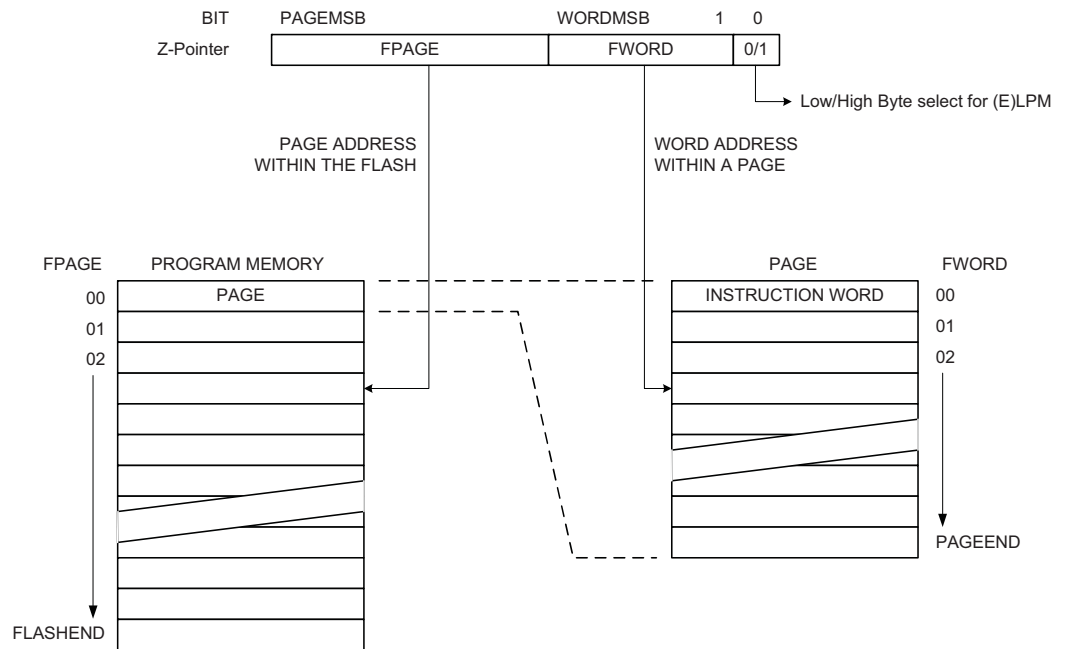 BIT PAGEMSB WORDMSB 1 0
Z-Pointer FPAGE FWORD 0/1
Low/High Byte select for (E)LPM
PAGE ADDRESS
WITHIN THE FLASH
WORD ADDRESS
WITHIN A PAGE
FPAGE PROGRAM MEMORY PAGE FWORD
00 PAGE INSTRUCTION WORD 00
01 01
02 02
PAGEEND
FLASHEND